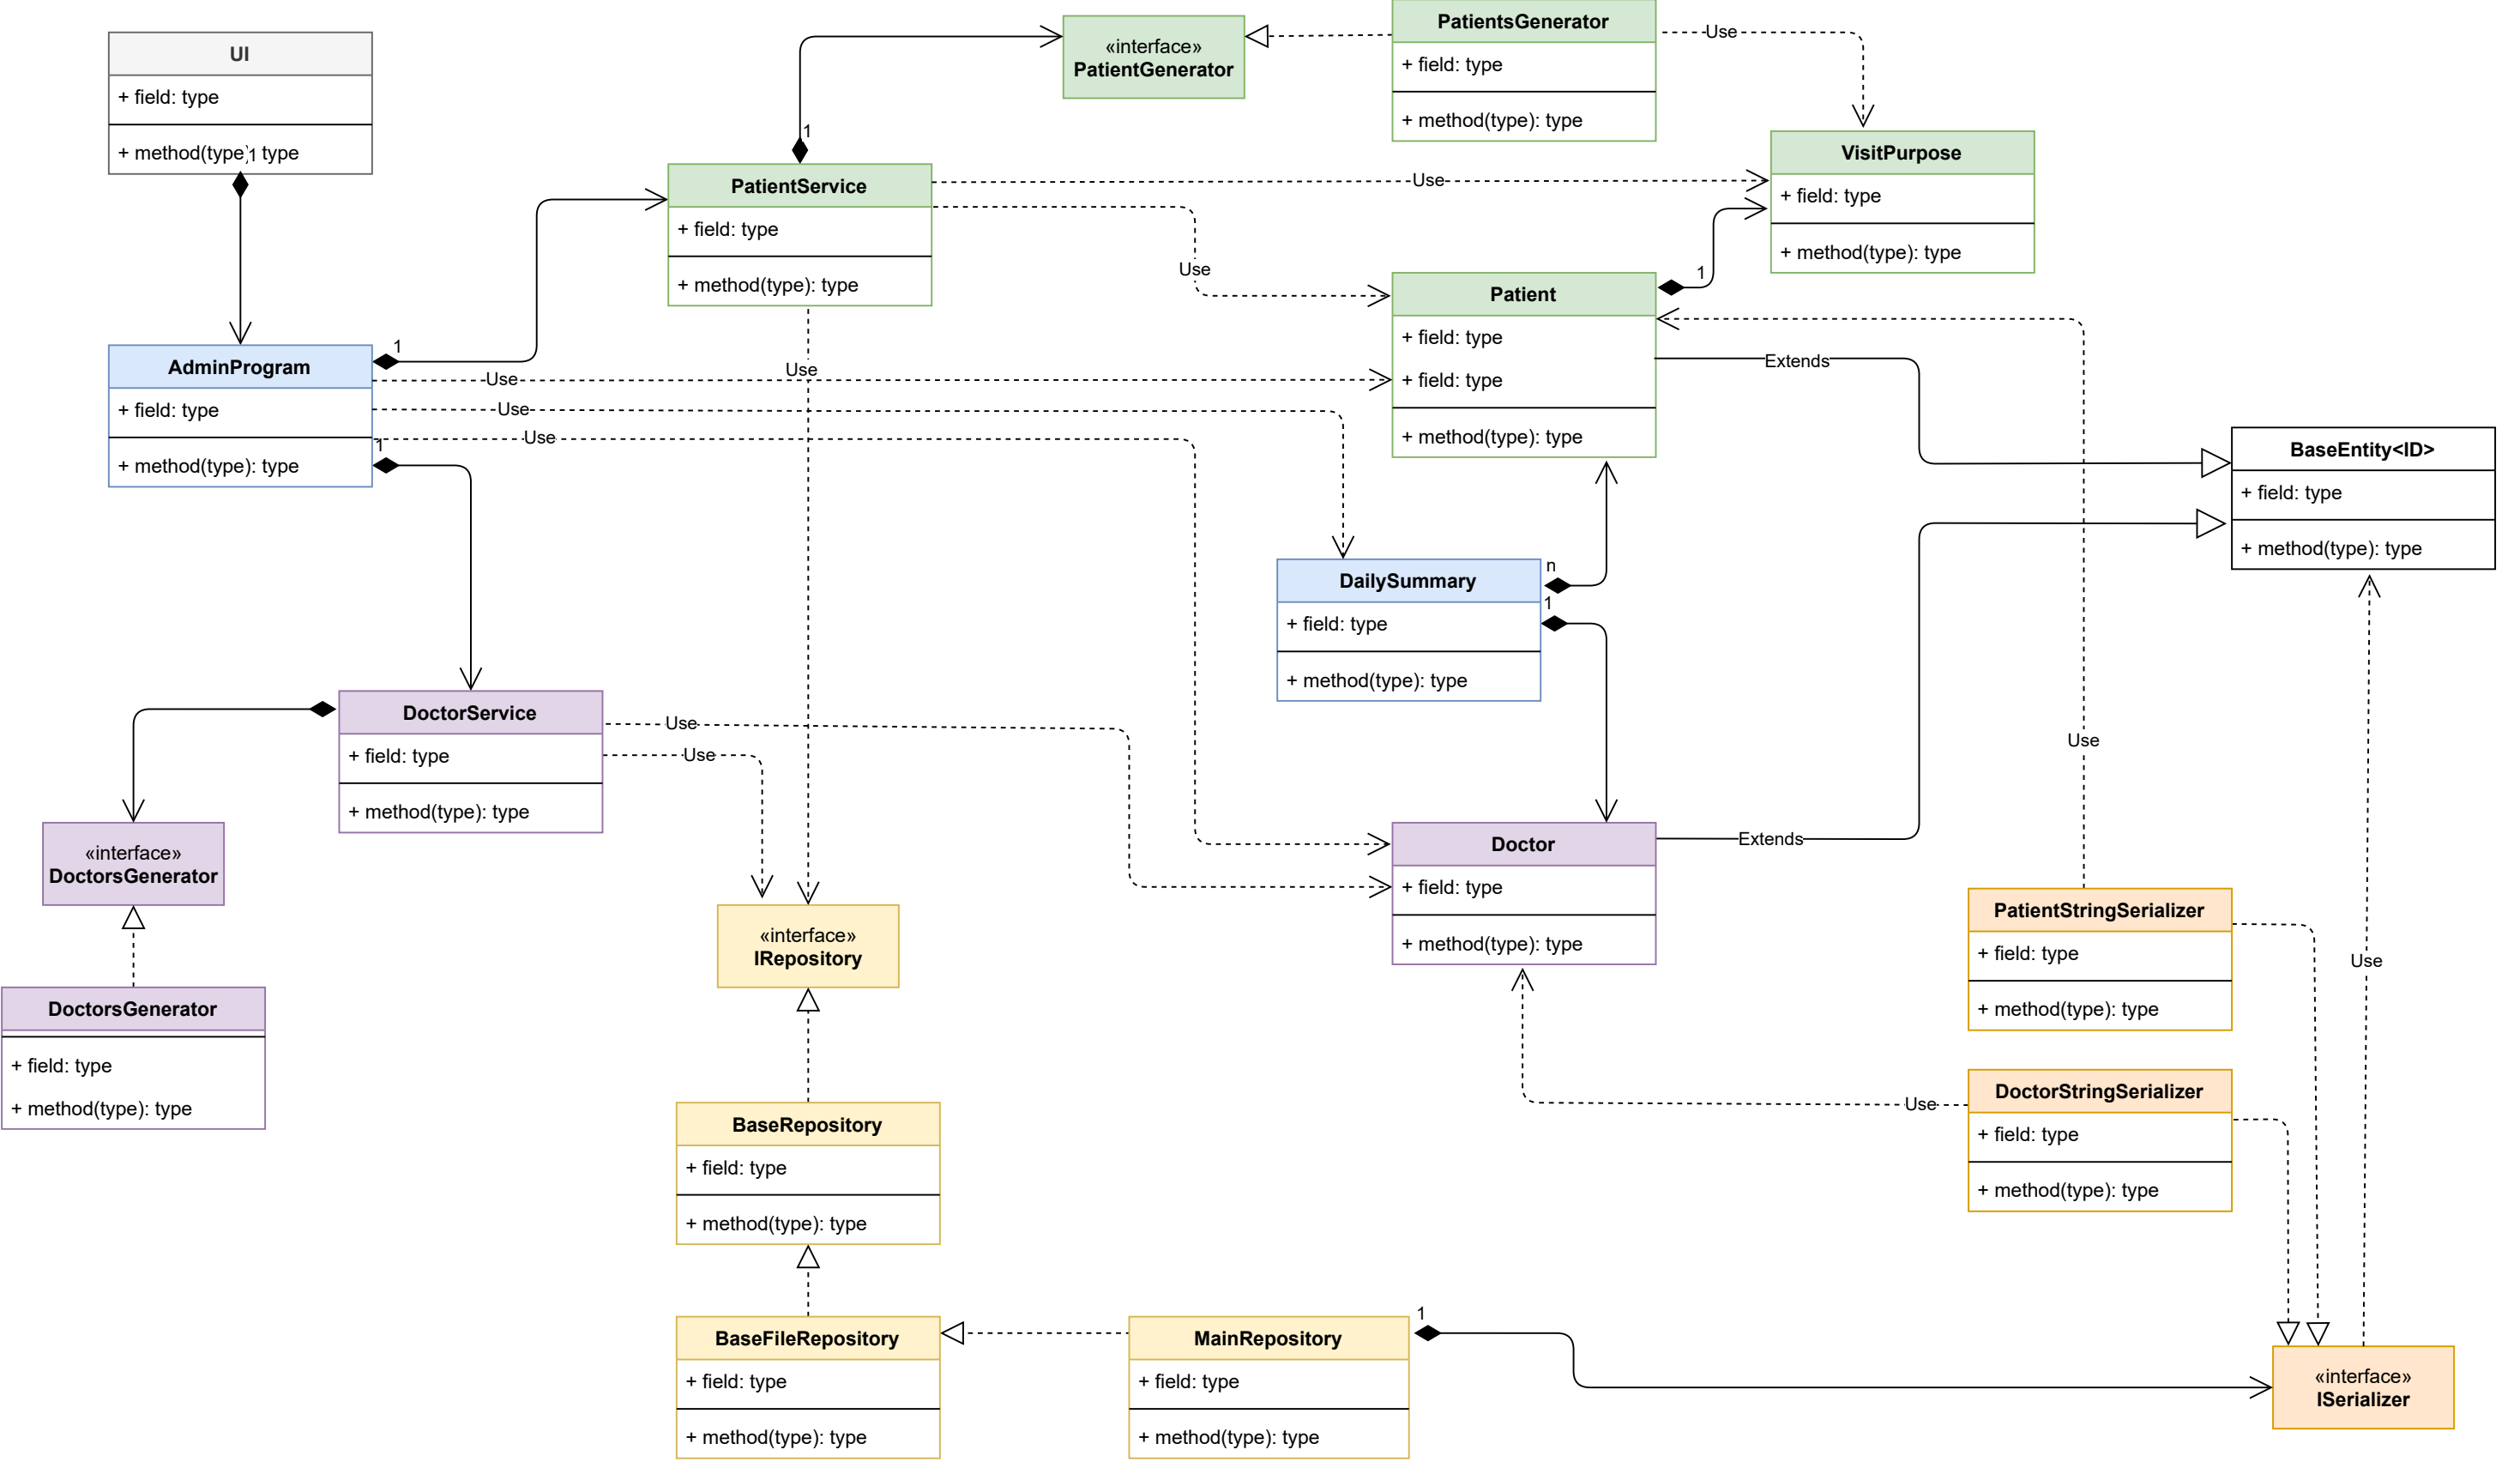 UI
+ field: type
+ method(type): type
1
«interface»
PatientGenerator
PatientsGenerator
+ field: type
+ method(type): type
Use
VisitPurpose
+ field: type
+ method(type): type
1
PatientService
+ field: type
+ method(type): type
Use
Use
Use
Patient
+ field: type
+ field: type
+ method(type): type
1
Extends
AdminProgram
+ field: type
+ method(type): type
1
Use
Use
Use
1
BaseEntity<ID>
+ field: type
+ method(type): type
DailySummary
+ field: type
+ method(type): type
n
1
DoctorService
+ field: type
+ method(type): type
Use
Use
Use
«interface»
DoctorsGenerator
DoctorsGenerator
+ field: type
+ method(type): type
Doctor
+ field: type
+ method(type): type
Extends
«interface»
IRepository
PatientStringSerializer
+ field: type
+ method(type): type
Use
DoctorStringSerializer
+ field: type
+ method(type): type
Use
BaseRepository
+ field: type
+ method(type): type
BaseFileRepository
+ field: type
+ method(type): type
MainRepository
+ field: type
+ method(type): type
1
«interface»
ISerializer